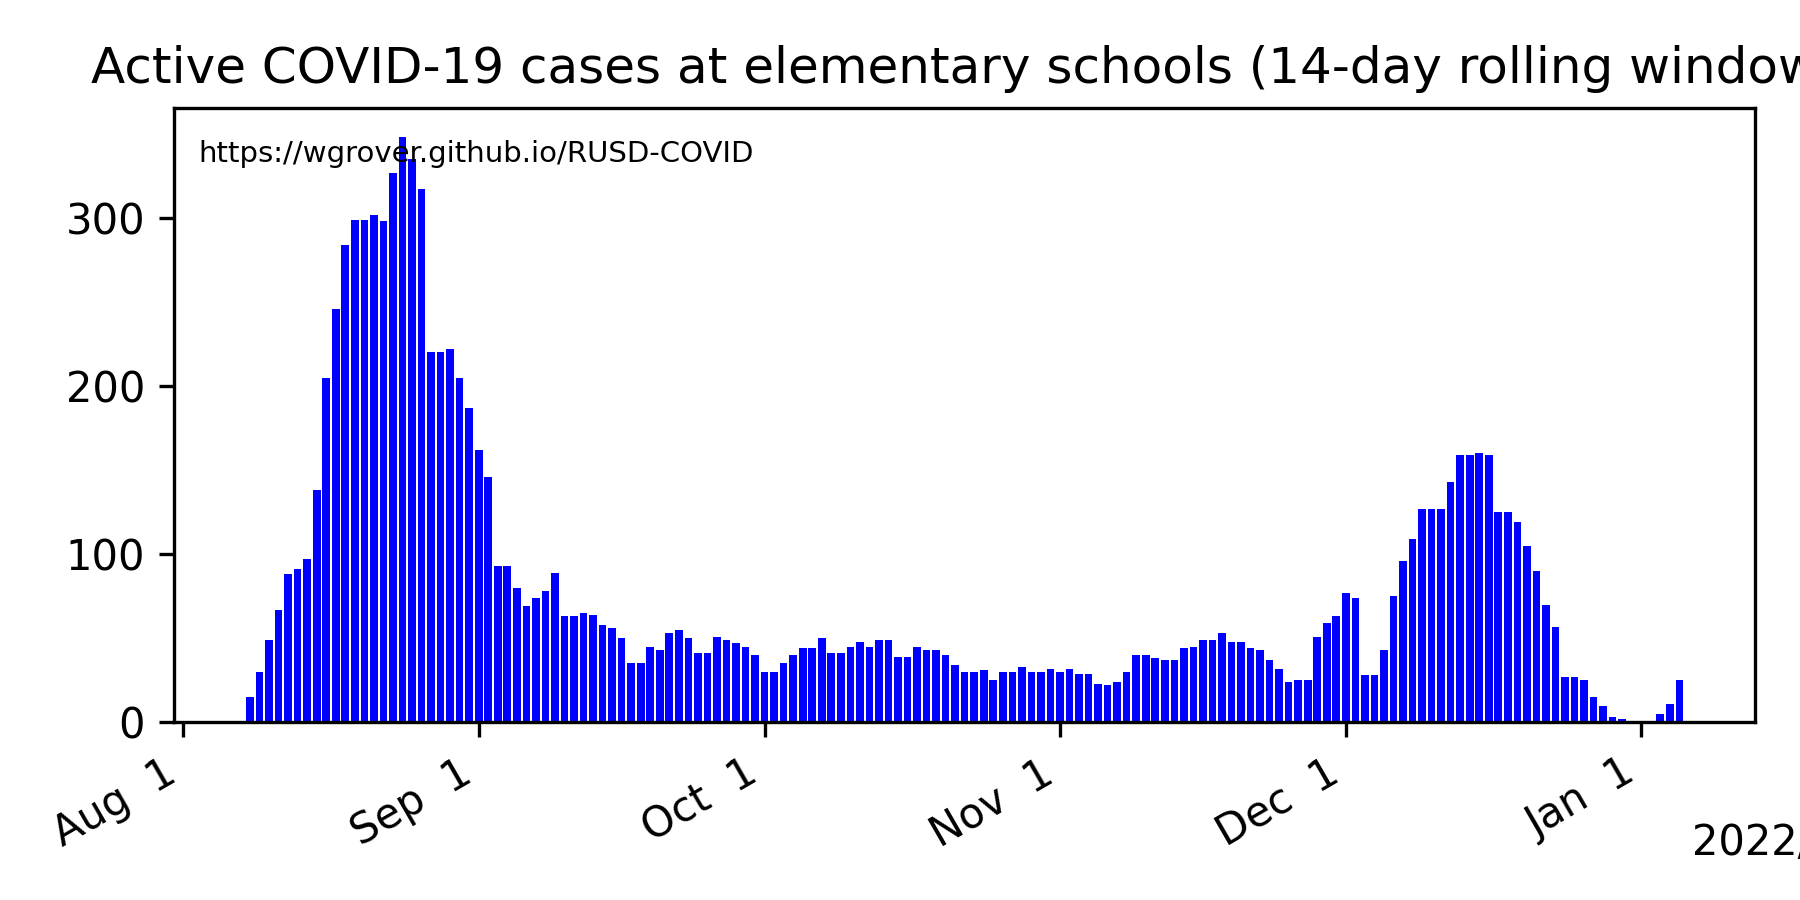 Active COVID-19 cases at elementary schools (14-day rolling window
https://wgrover.github.io/RUSD-COVID
300
200
100
0
Aug 1
Sep 1
Oct 1
Nov 1
Dec 1
Jan 1
2022/